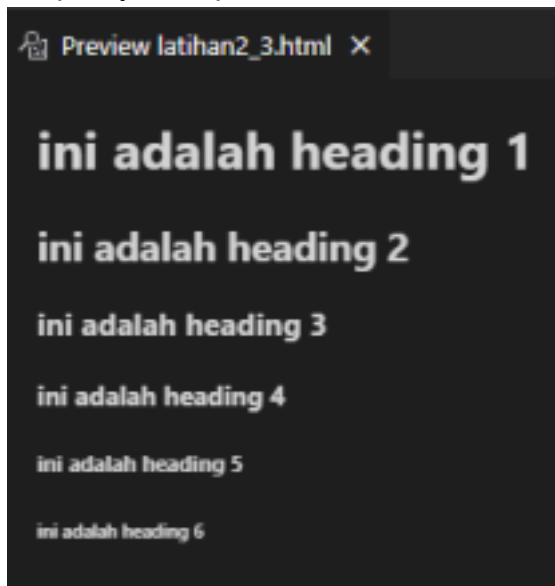 Preview latihan2_3.html
ini adalah heading 1
ini adalah heading 2
ini adalah heading 3
ini adalah heading 4
ini adalah heading 5
ini adalah heading 6